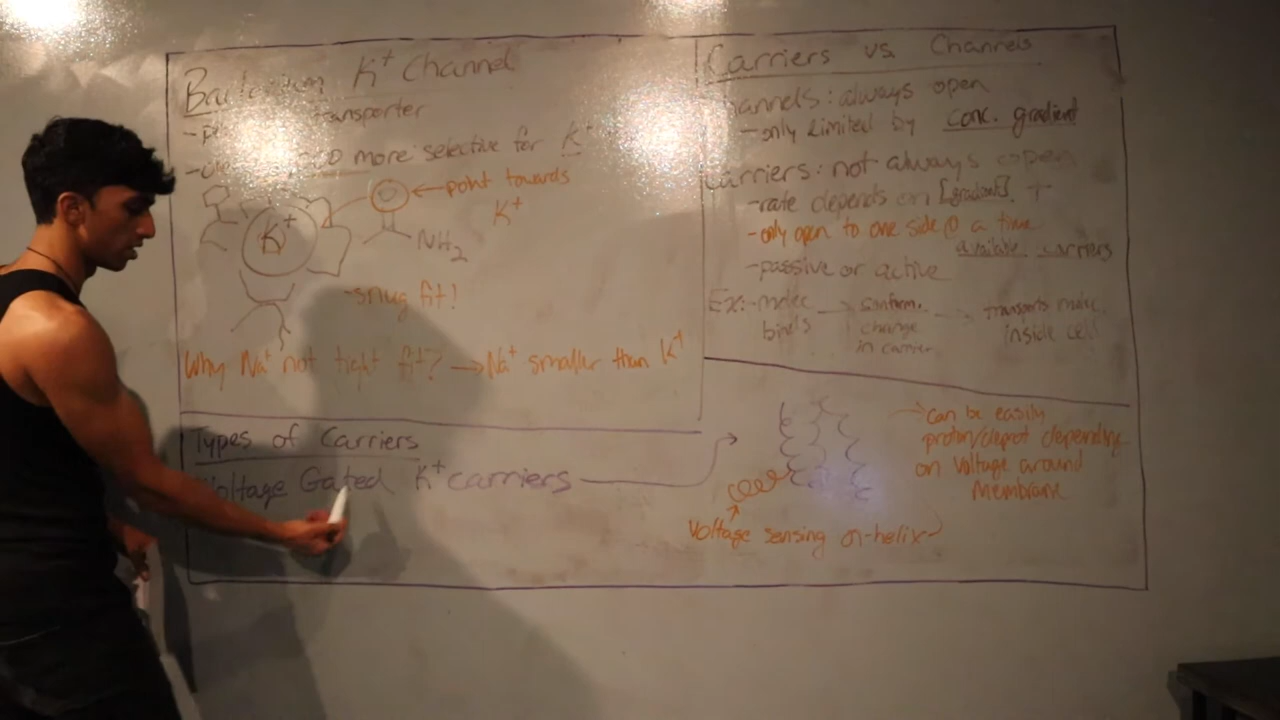 K+ Channel
transporter
more selective for K+
K+
point towards
K+
NH2
-snug fit!
Why Na+ not tight fit? → Na+ smaller than K+
Carriers vs. Channels
hannels: always open
-only limited by conc. gradient
arriers: not always open
-rate depends on [gradient] +
available carriers
-only open to one side @ a time
-passive or active
Ex:-molec binds → conform. change in carrier → transports molec inside cell
Types of Carriers
Voltage Gated K+ carriers →
can be easily
proton/deprot depending
on voltage around
membrane
voltage sensing α-helix